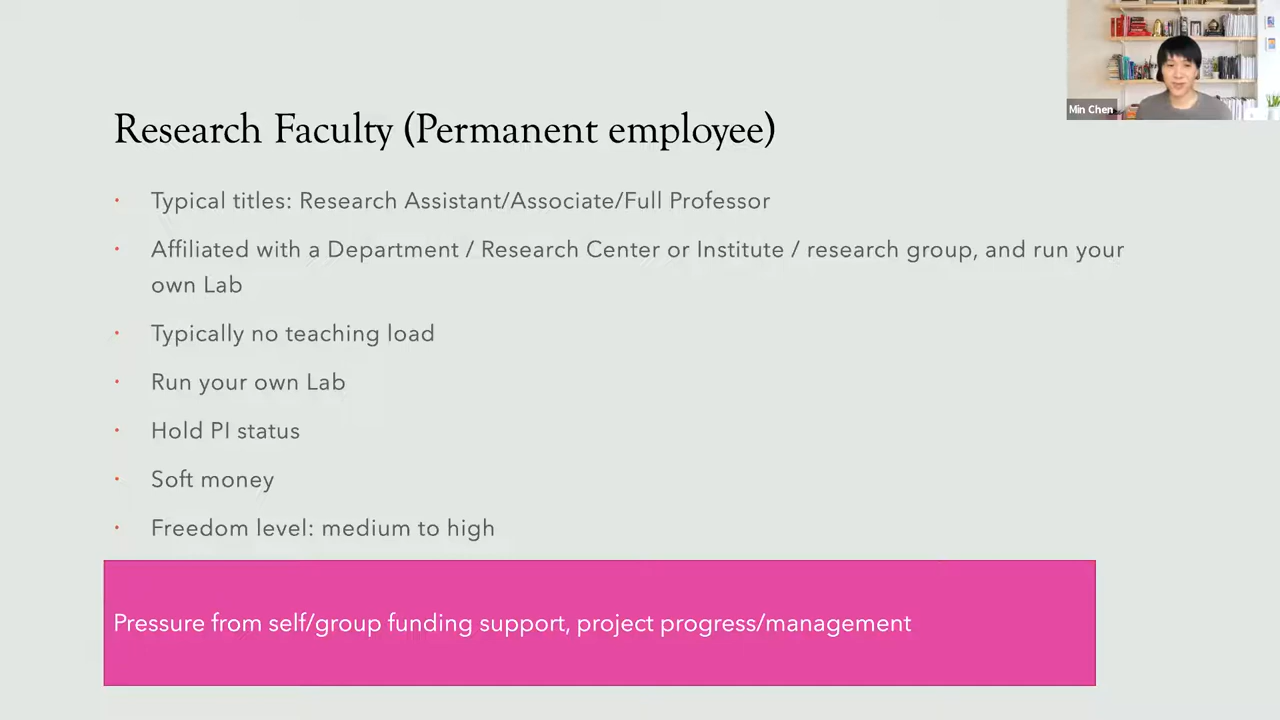 Min Chen
Research Faculty (Permanent employee)
• Typical titles: Research Assistant/Associate/Full Professor
• Affiliated with a Department / Research Center or Institute / research group, and run your
own Lab
• Typically no teaching load
• Run your own Lab
• Hold PI status
• Soft money
• Freedom level: medium to high
Pressure from self/group funding support, project progress/management